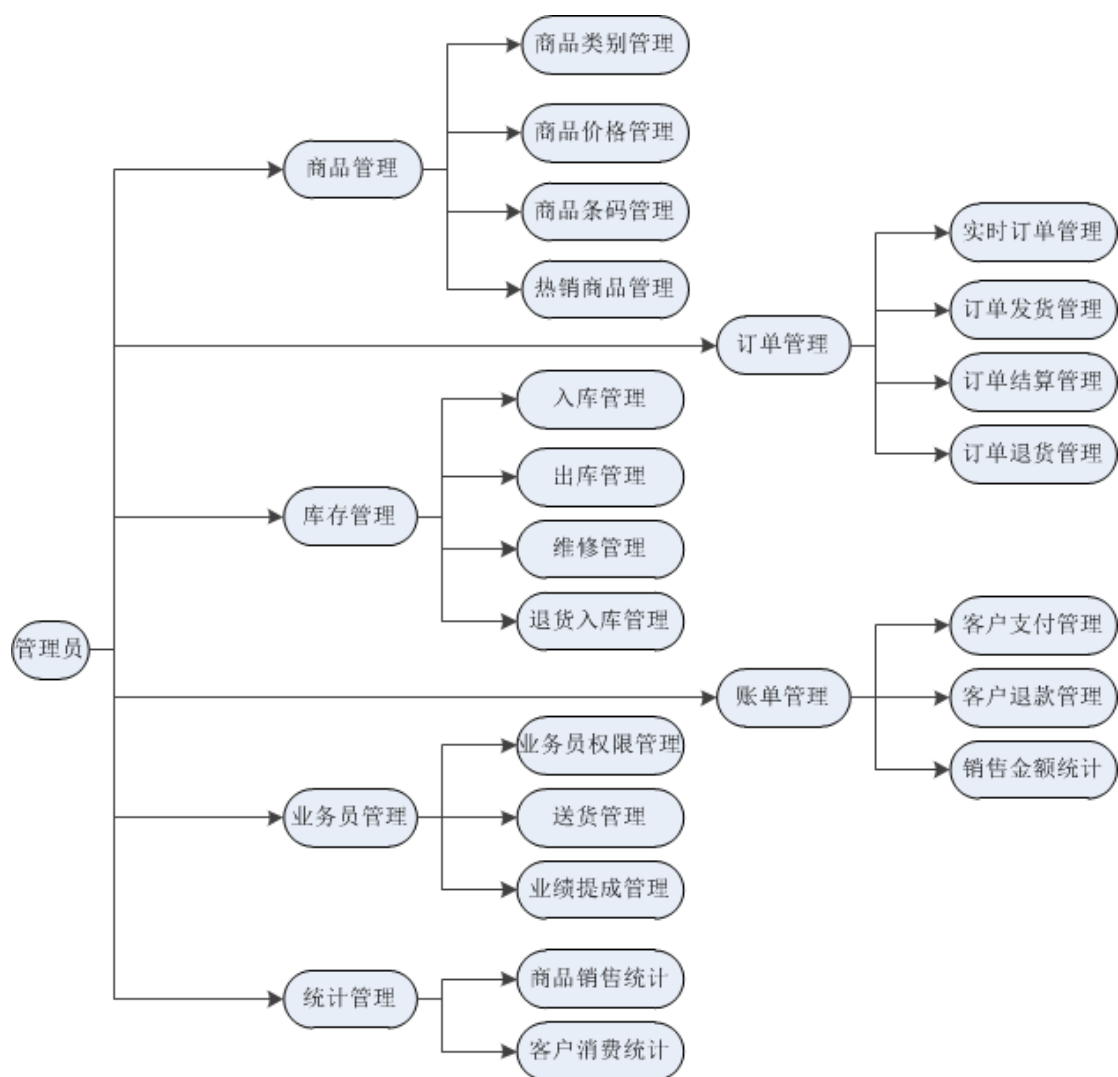 管理员
商品管理
商品类别管理
商品价格管理
商品条码管理
热销商品管理
订单管理
实时订单管理
订单发货管理
订单结算管理
订单退货管理
库存管理
入库管理
出库管理
维修管理
退货入库管理
账单管理
客户支付管理
客户退款管理
销售金额统计
业务员管理
业务员权限管理
送货管理
业绩提成管理
统计管理
商品销售统计
客户消费统计